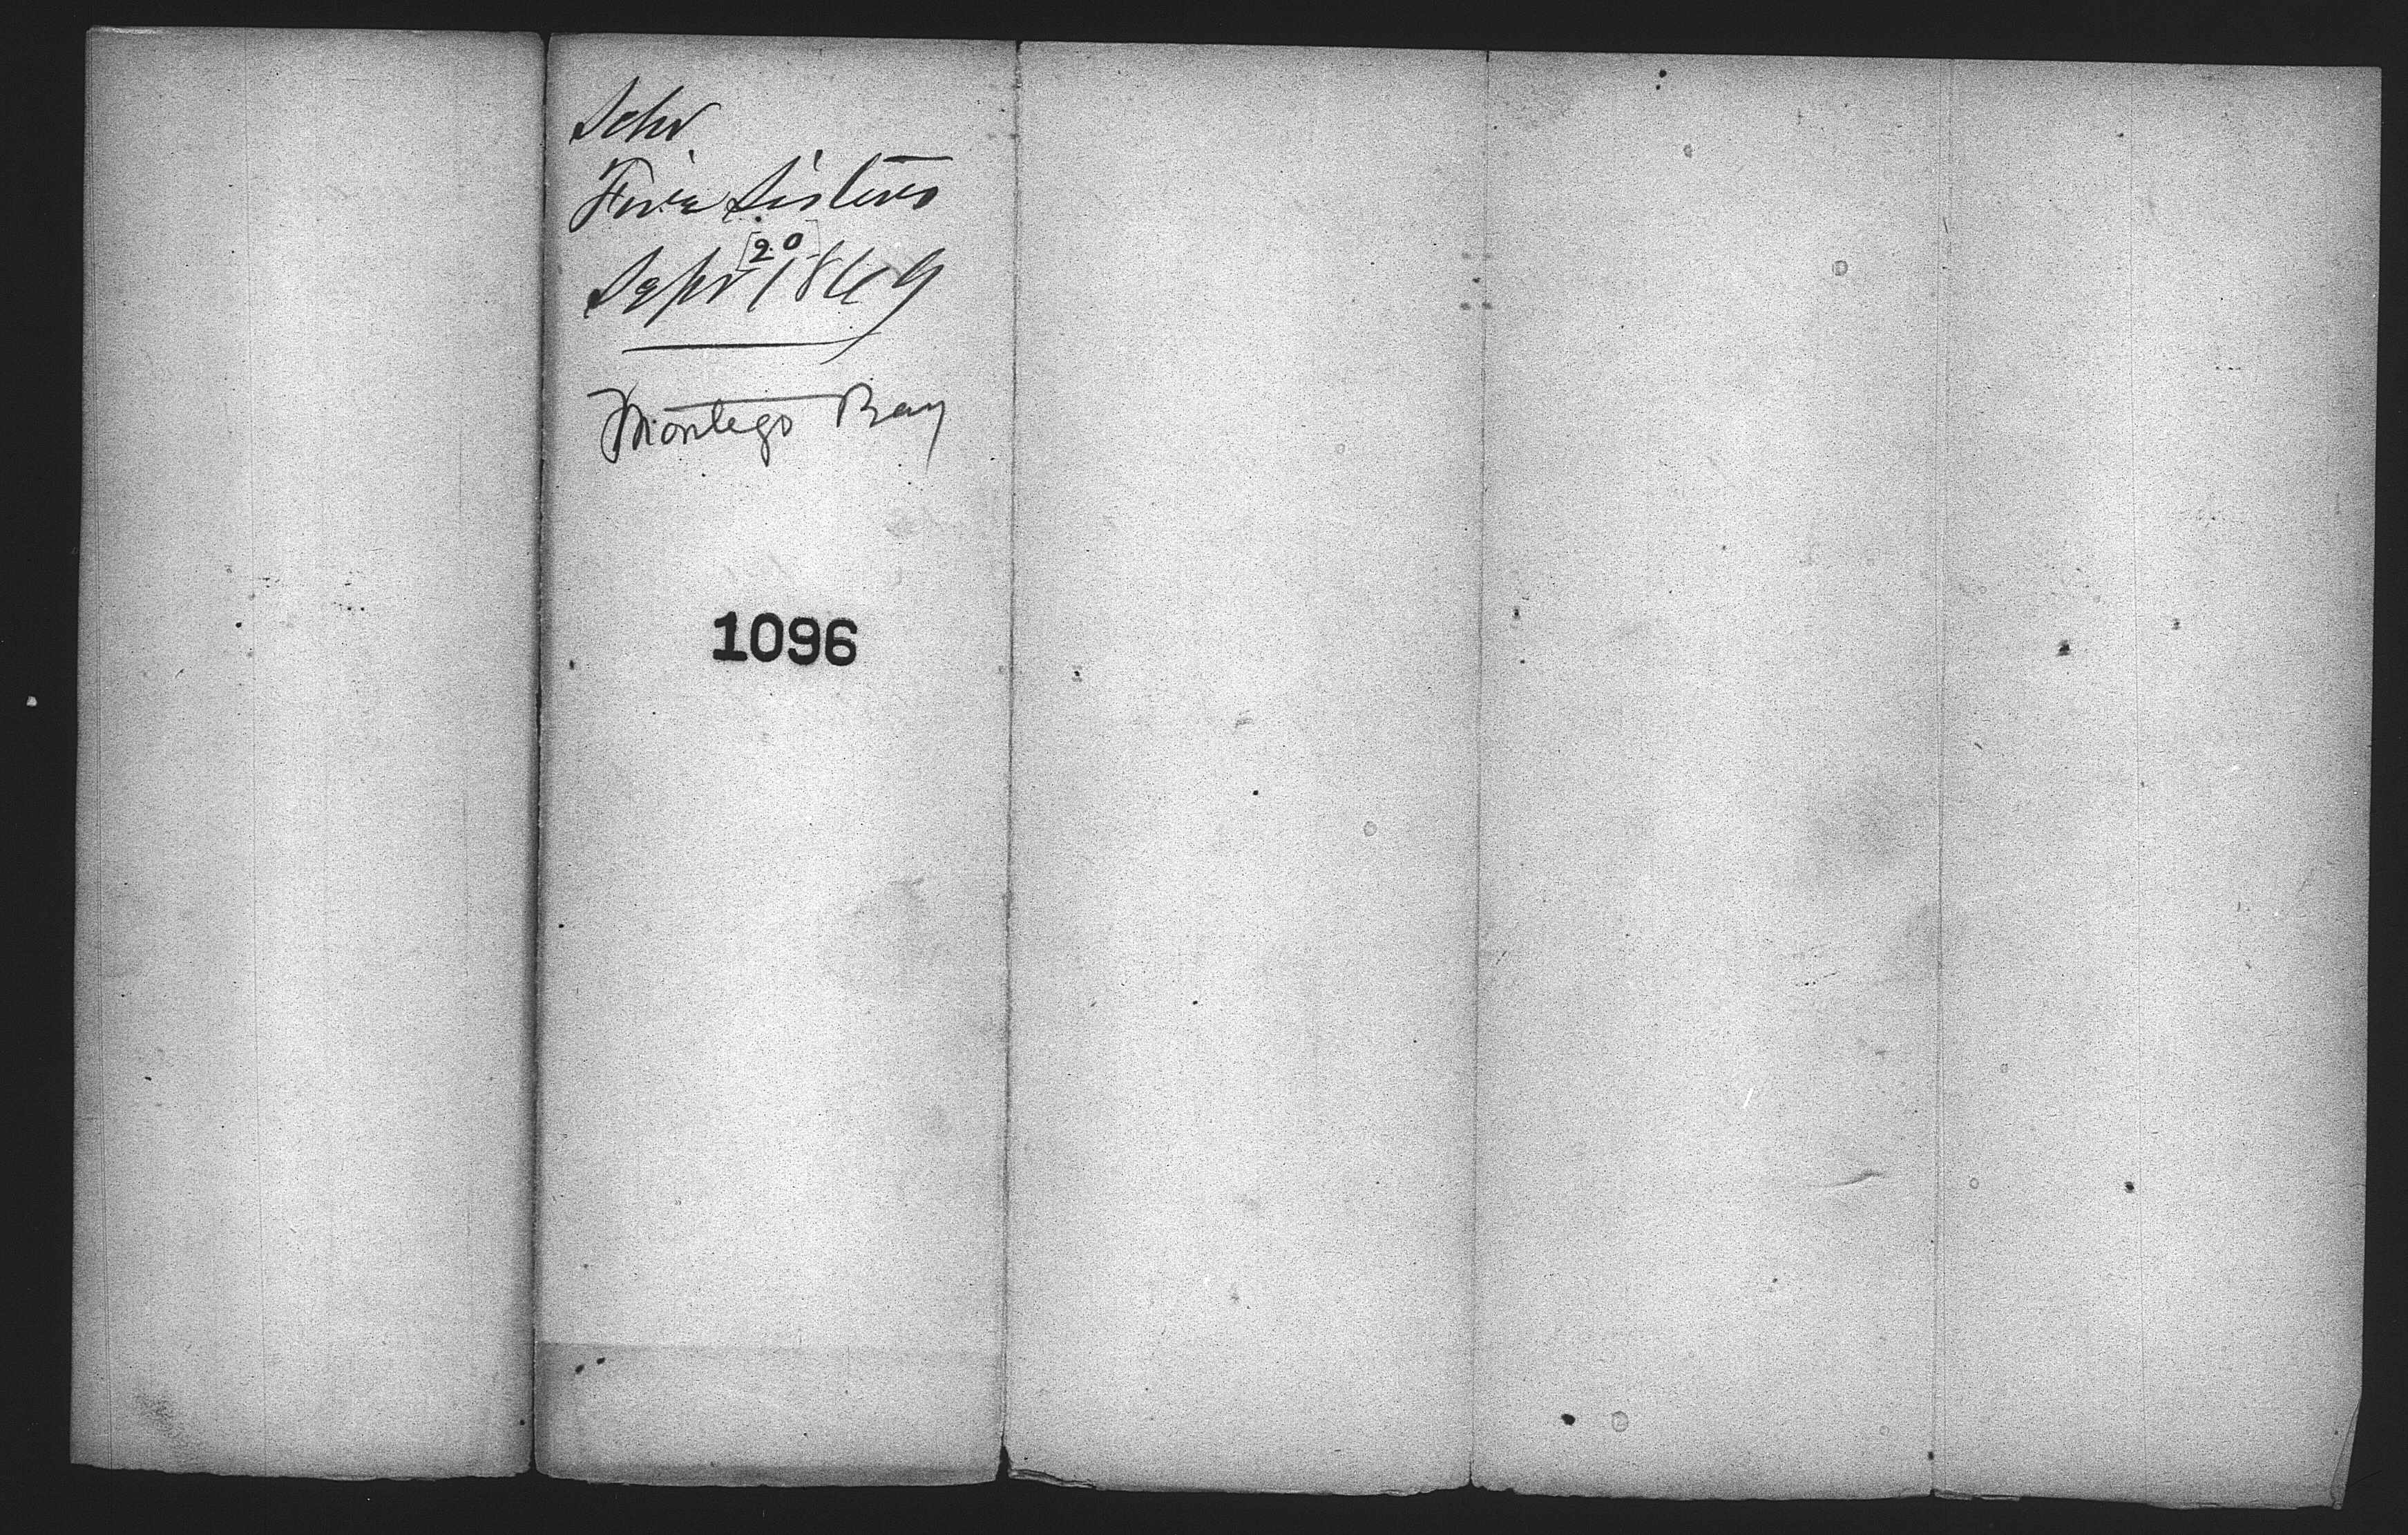 Schr
Five Sisters
[20]
Sept 1869
Montego Bay
1096